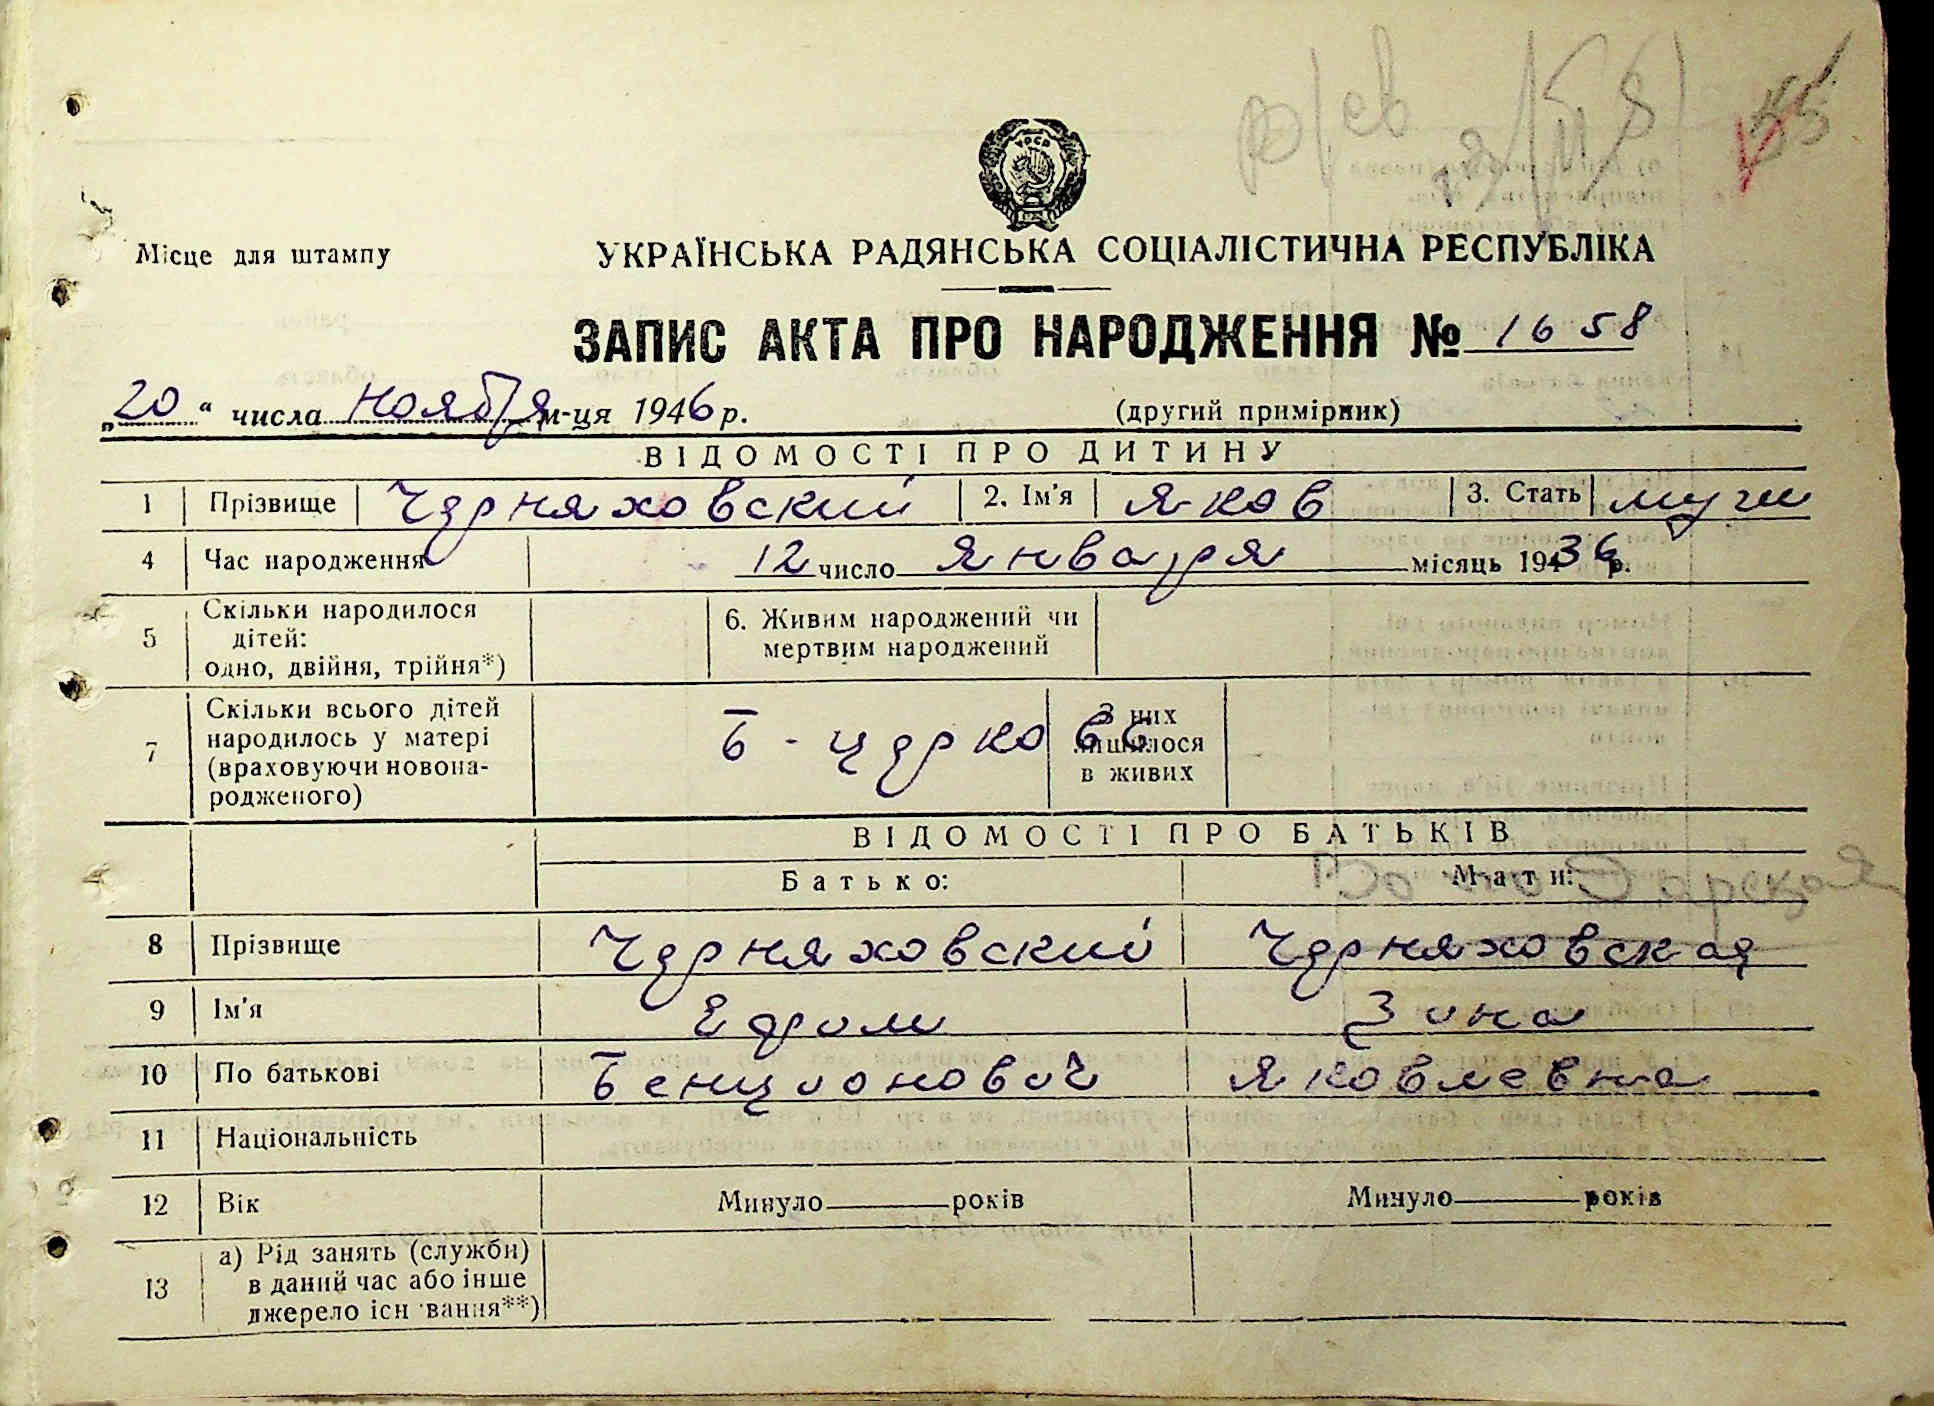 УРСР
Місце для штампу
УКРАЇНСЬКА РАДЯНСЬКА СОЦІАЛІСТИЧНА РЕСПУБЛІКА
ЗАПИС АКТА ПРО НАРОДЖЕННЯ № 1658
„20“ числа ноября м-ця 1946 р. (другий примірник)
ВІДОМОСТІ ПРО ДИТИНУ
1 Прізвище Черняховский 2. Ім'я Яков 3. Стать муж
4 Час народження 12 число Января місяць 1936 р.
5 Скільки народилося дітей: одно, двійня, трійня*) 6. Живим народжений чи мертвим народжений
7 Скільки всього дітей народилось у матері (враховуючи новонародженого) Б-церковь З них лишилося в живих
ВІДОМОСТІ ПРО БАТЬКІВ
Батько: Мати:
8 Прізвище Черняховский Черняховская
9 Ім'я Ефроим Зина
10 По батькові Бенционович Яковлевна
11 Національність
12 Вік Минуло років Минуло років
13 а) Рід занять (служби) в даний час або інше джерело існ вання**)